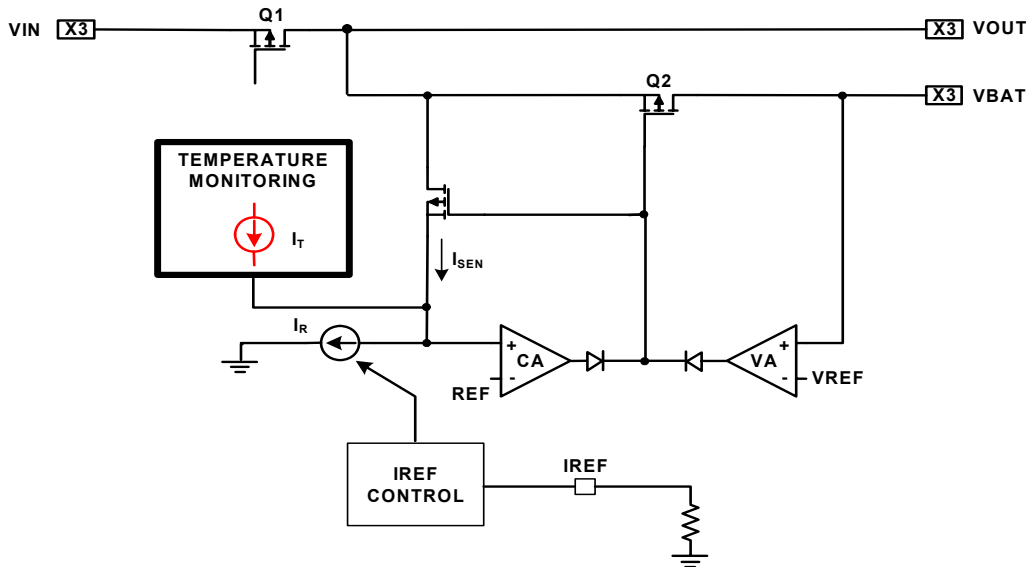 Q1
VIN X3
X3 VOUT
Q2
X3 VBAT
TEMPERATURE
MONITORING
IT
ISEN
IR
+
CA
-
REF
+
VA
-
VREF
IREF
CONTROL
IREF